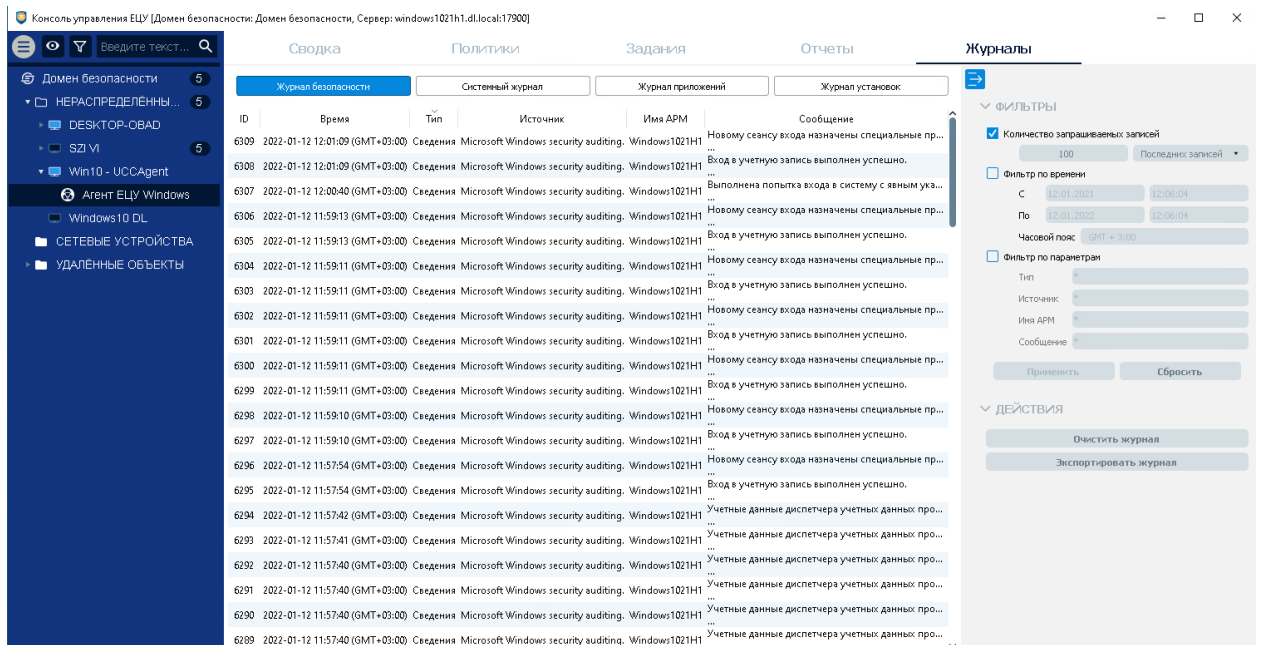 Консоль управления ЕЦУ [Домен безопасности: Домен безопасности, Сервер: windows1021h1.dl.local:17900]
Введите текст...
Сводка Политики Задания Отчеты Журналы
Домен безопасности 5
НЕРАСПРЕДЕЛЁННЫ... 5
DESKTOP-OBAD
SZI VI 5
Win10 - UCCAgent
Агент ЕЦУ Windows
Windows10 DL
СЕТЕВЫЕ УСТРОЙСТВА
УДАЛЁННЫЕ ОБЪЕКТЫ
Журнал безопасности Системный журнал Журнал приложений Журнал установок
ID Время Тип Источник Имя АРМ Сообщение
6309 2022-01-12 12:01:09 (GMT+03:00) Сведения Microsoft Windows security auditing. Windows1021H1 Новому сеансу входа назначены специальные пр...
...
6308 2022-01-12 12:01:09 (GMT+03:00) Сведения Microsoft Windows security auditing. Windows1021H1 Вход в учетную запись выполнен успешно.
...
6307 2022-01-12 12:00:40 (GMT+03:00) Сведения Microsoft Windows security auditing. Windows1021H1 Выполнена попытка входа в систему с явным ука...
...
6306 2022-01-12 11:59:13 (GMT+03:00) Сведения Microsoft Windows security auditing. Windows1021H1 Новому сеансу входа назначены специальные пр...
...
6305 2022-01-12 11:59:13 (GMT+03:00) Сведения Microsoft Windows security auditing. Windows1021H1 Вход в учетную запись выполнен успешно.
...
6304 2022-01-12 11:59:11 (GMT+03:00) Сведения Microsoft Windows security auditing. Windows1021H1 Новому сеансу входа назначены специальные пр...
...
6303 2022-01-12 11:59:11 (GMT+03:00) Сведения Microsoft Windows security auditing. Windows1021H1 Вход в учетную запись выполнен успешно.
...
6302 2022-01-12 11:59:11 (GMT+03:00) Сведения Microsoft Windows security auditing. Windows1021H1 Новому сеансу входа назначены специальные пр...
...
6301 2022-01-12 11:59:11 (GMT+03:00) Сведения Microsoft Windows security auditing. Windows1021H1 Вход в учетную запись выполнен успешно.
...
6300 2022-01-12 11:59:11 (GMT+03:00) Сведения Microsoft Windows security auditing. Windows1021H1 Новому сеансу входа назначены специальные пр...
...
6299 2022-01-12 11:59:11 (GMT+03:00) Сведения Microsoft Windows security auditing. Windows1021H1 Вход в учетную запись выполнен успешно.
...
6298 2022-01-12 11:59:10 (GMT+03:00) Сведения Microsoft Windows security auditing. Windows1021H1 Новому сеансу входа назначены специальные пр...
...
6297 2022-01-12 11:59:10 (GMT+03:00) Сведения Microsoft Windows security auditing. Windows1021H1 Вход в учетную запись выполнен успешно.
...
6296 2022-01-12 11:57:54 (GMT+03:00) Сведения Microsoft Windows security auditing. Windows1021H1 Новому сеансу входа назначены специальные пр...
...
6295 2022-01-12 11:57:54 (GMT+03:00) Сведения Microsoft Windows security auditing. Windows1021H1 Вход в учетную запись выполнен успешно.
...
6294 2022-01-12 11:57:42 (GMT+03:00) Сведения Microsoft Windows security auditing. Windows1021H1 Учетные данные диспетчера учетных данных про...
...
6293 2022-01-12 11:57:41 (GMT+03:00) Сведения Microsoft Windows security auditing. Windows1021H1 Учетные данные диспетчера учетных данных про...
...
6292 2022-01-12 11:57:40 (GMT+03:00) Сведения Microsoft Windows security auditing. Windows1021H1 Учетные данные диспетчера учетных данных про...
...
6291 2022-01-12 11:57:40 (GMT+03:00) Сведения Microsoft Windows security auditing. Windows1021H1 Учетные данные диспетчера учетных данных про...
...
6290 2022-01-12 11:57:40 (GMT+03:00) Сведения Microsoft Windows security auditing. Windows1021H1 Учетные данные диспетчера учетных данных про...
...
6289 2022-01-12 11:57:40 (GMT+03:00) Сведения Microsoft Windows security auditing. Windows1021H1 Учетные данные диспетчера учетных данных про...
ФИЛЬТРЫ
Количество запрашиваемых записей
100 Последних записей
Фильтр по времени
С 12.01.2021 12:06:04
По 12.01.2022 12:06:04
Часовой пояс GMT + 3:00
Фильтр по параметрам
Тип *
Источник *
Имя АРМ *
Сообщение *
Применить Сбросить
ДЕЙСТВИЯ
Очистить журнал
Экспортировать журнал